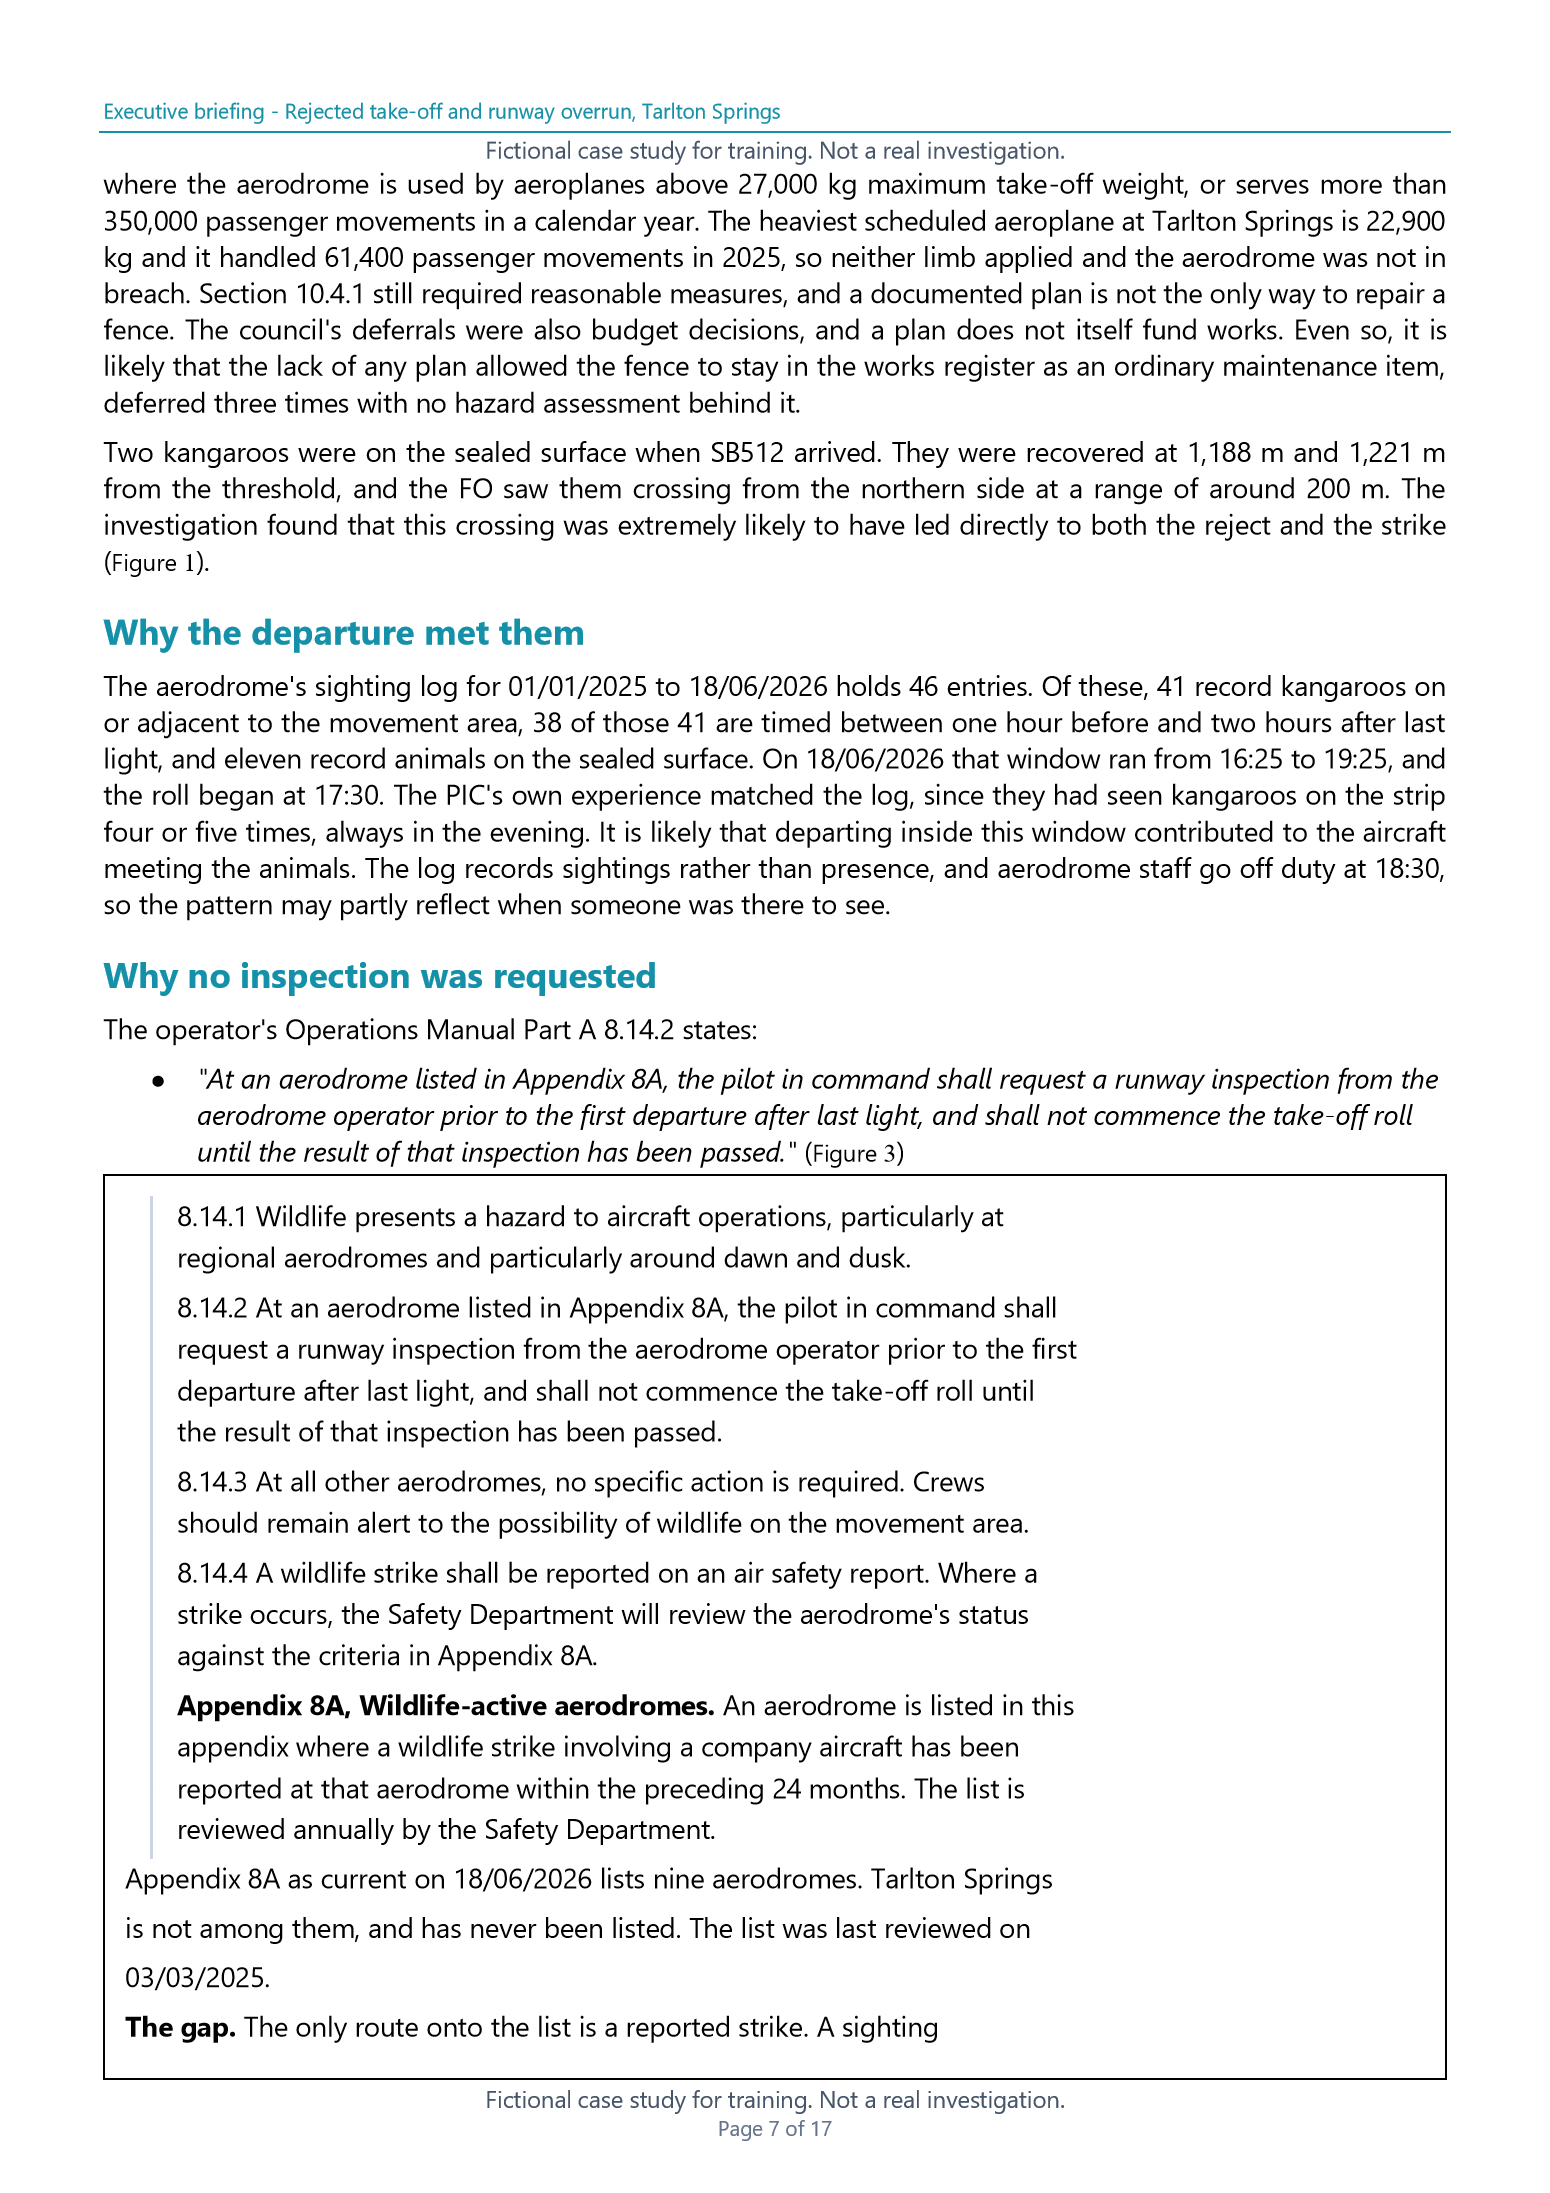 Executive briefing - Rejected take-off and runway overrun, Tarlton Springs
Fictional case study for training. Not a real investigation.
where the aerodrome is used by aeroplanes above 27,000 kg maximum take-off weight, or serves more than
350,000 passenger movements in a calendar year. The heaviest scheduled aeroplane at Tarlton Springs is 22,900
kg and it handled 61,400 passenger movements in 2025, so neither limb applied and the aerodrome was not in
breach. Section 10.4.1 still required reasonable measures, and a documented plan is not the only way to repair a
fence. The council's deferrals were also budget decisions, and a plan does not itself fund works. Even so, it is
likely that the lack of any plan allowed the fence to stay in the works register as an ordinary maintenance item,
deferred three times with no hazard assessment behind it.
Two kangaroos were on the sealed surface when SB512 arrived. They were recovered at 1,188 m and 1,221 m
from the threshold, and the FO saw them crossing from the northern side at a range of around 200 m. The
investigation found that this crossing was extremely likely to have led directly to both the reject and the strike
(Figure 1).
Why the departure met them
The aerodrome's sighting log for 01/01/2025 to 18/06/2026 holds 46 entries. Of these, 41 record kangaroos on
or adjacent to the movement area, 38 of those 41 are timed between one hour before and two hours after last
light, and eleven record animals on the sealed surface. On 18/06/2026 that window ran from 16:25 to 19:25, and
the roll began at 17:30. The PIC's own experience matched the log, since they had seen kangaroos on the strip
four or five times, always in the evening. It is likely that departing inside this window contributed to the aircraft
meeting the animals. The log records sightings rather than presence, and aerodrome staff go off duty at 18:30,
so the pattern may partly reflect when someone was there to see.
Why no inspection was requested
The operator's Operations Manual Part A 8.14.2 states:
● "At an aerodrome listed in Appendix 8A, the pilot in command shall request a runway inspection from the
aerodrome operator prior to the first departure after last light, and shall not commence the take-off roll
until the result of that inspection has been passed." (Figure 3)
8.14.1 Wildlife presents a hazard to aircraft operations, particularly at
regional aerodromes and particularly around dawn and dusk.
8.14.2 At an aerodrome listed in Appendix 8A, the pilot in command shall
request a runway inspection from the aerodrome operator prior to the first
departure after last light, and shall not commence the take-off roll until
the result of that inspection has been passed.
8.14.3 At all other aerodromes, no specific action is required. Crews
should remain alert to the possibility of wildlife on the movement area.
8.14.4 A wildlife strike shall be reported on an air safety report. Where a
strike occurs, the Safety Department will review the aerodrome's status
against the criteria in Appendix 8A.
Appendix 8A, Wildlife-active aerodromes. An aerodrome is listed in this
appendix where a wildlife strike involving a company aircraft has been
reported at that aerodrome within the preceding 24 months. The list is
reviewed annually by the Safety Department.
Appendix 8A as current on 18/06/2026 lists nine aerodromes. Tarlton Springs
is not among them, and has never been listed. The list was last reviewed on
03/03/2025.
The gap. The only route onto the list is a reported strike. A sighting
Fictional case study for training. Not a real investigation.
Page 7 of 17